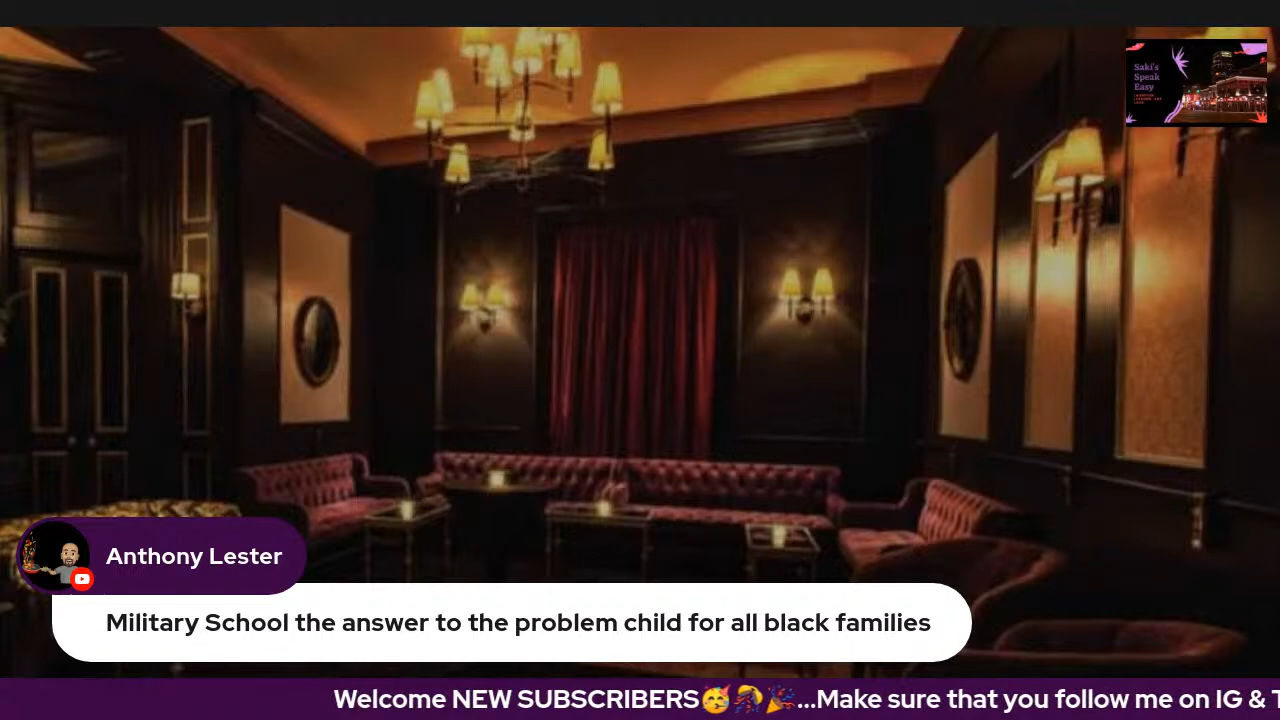 Saki's
Speak
Easy
Anthony Lester
Military School the answer to the problem child for all black families
Welcome NEW SUBSCRIBERS🥳🎊🎉...Make sure that you follow me on IG & T